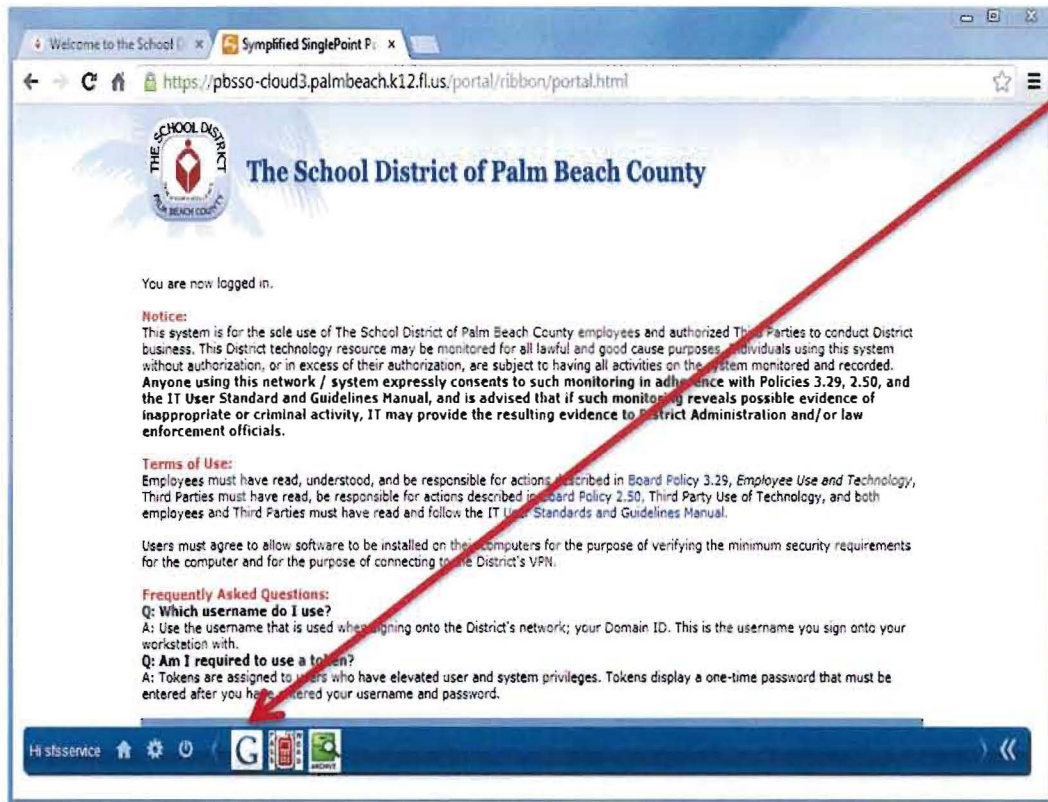 Welcome to the School D
Symplified SinglePoint P
https://pbsso-cloud3.palmbeach.k12.fl.us/portal/ribbon/portal.html
THE SCHOOL DISTRICT
PALM BEACH COUNTY
The School District of Palm Beach County
You are now logged in.
Notice:
This system is for the sole use of The School District of Palm Beach County employees and authorized Third Parties to conduct District
business. This District technology resource may be monitored for all lawful and good cause purposes. Individuals using this system
without authorization, or in excess of their authorization, are subject to having all activities on the system monitored and recorded.
Anyone using this network / system expressly consents to such monitoring in adherence with Policies 3.29, 2.50, and
the IT User Standard and Guidelines Manual, and is advised that if such monitoring reveals possible evidence of
inappropriate or criminal activity, IT may provide the resulting evidence to District Administration and/or law
enforcement officials.
Terms of Use:
Employees must have read, understood, and be responsible for actions described in Board Policy 3.29, Employee Use and Technology,
Third Parties must have read, be responsible for actions described in Board Policy 2.50, Third Party Use of Technology, and both
employees and Third Parties must have read and follow the IT User Standards and Guidelines Manual.
Users must agree to allow software to be installed on their computers for the purpose of verifying the minimum security requirements
for the computer and for the purpose of connecting to the District's VPN.
Frequently Asked Questions:
Q: Which username do I use?
A: Use the username that is used when signing onto the District's network; your Domain ID. This is the username you sign onto your
workstation with.
Q: Am I required to use a token?
A: Tokens are assigned to users who have elevated user and system privileges. Tokens display a one-time password that must be
entered after you have entered your username and password.
Hi sfsservice
G
ARCHIVE